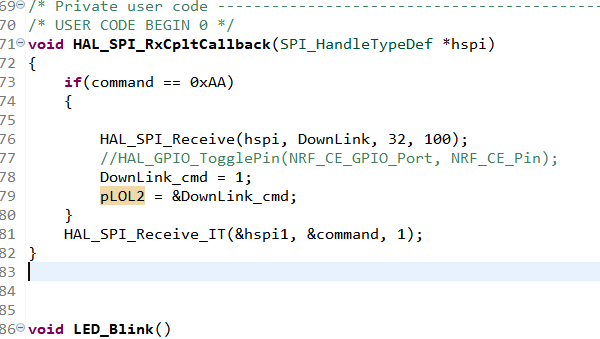 69 /* Private user code ---------------------------------------------------------
70 /* USER CODE BEGIN 0 */
71 void HAL_SPI_RxCpltCallback(SPI_HandleTypeDef *hspi)
72 {
73     if(command == 0xAA)
74     {
75
76         HAL_SPI_Receive(hspi, DownLink, 32, 100);
77         //HAL_GPIO_TogglePin(NRF_CE_GPIO_Port, NRF_CE_Pin);
78         DownLink_cmd = 1;
79         pLOL2 = &DownLink_cmd;
80     }
81     HAL_SPI_Receive_IT(&hspi1, &command, 1);
82 }
83
84
85
86 void LED_Blink()